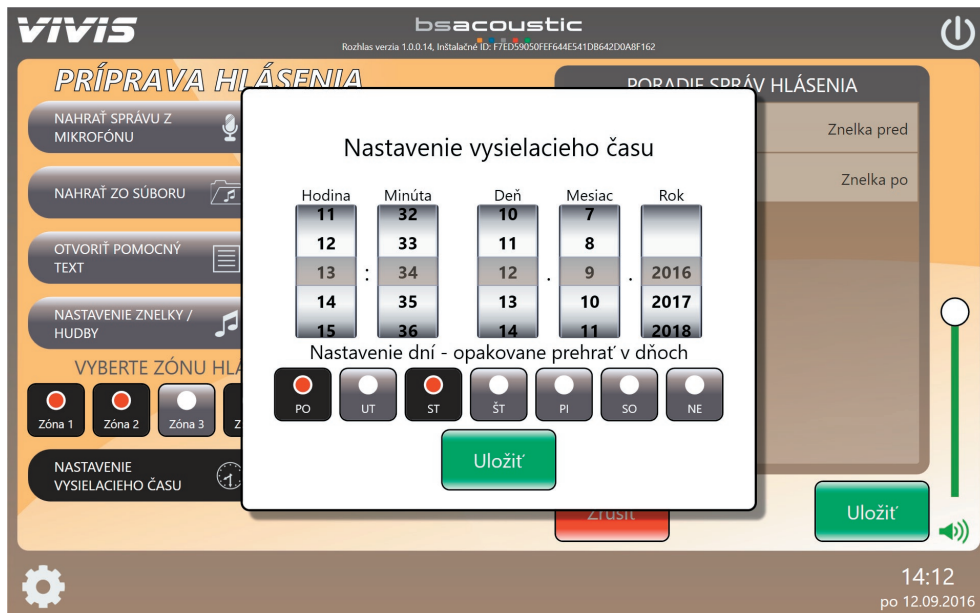 VIVIS
bsacoustic
Rozhlas verzia 1.0.0.14, Inštalačné ID: F7ED59050FEF644E541DB642D0A8F162
PRÍPRAVA HLÁSENIA
NAHRAŤ SPRÁVU Z
MIKROFÓNU
NAHRAŤ ZO SÚBORU
OTVORIŤ POMOCNÝ
TEXT
NASTAVENIE ZNELKY /
HUDBY
VYBERTE ZÓNU HLÁ
Zóna 1 Zóna 2 Zóna 3 Z
NASTAVENIE
VYSIELACIEHO ČASU
PORADIE SPRÁV HLÁSENIA
Znelka pred
Znelka po
Nastavenie vysielacieho času
Hodina Minúta Deň Mesiac Rok
11 32 10 7
12 33 11 8
13 : 34 12 . 9 . 2016
14 35 13 10 2017
15 36 14 11 2018
Nastavenie dní - opakovane prehrať v dňoch
PO UT ST ŠT PI SO NE
Uložiť
Zrušiť
Uložiť
14:12
po 12.09.2016